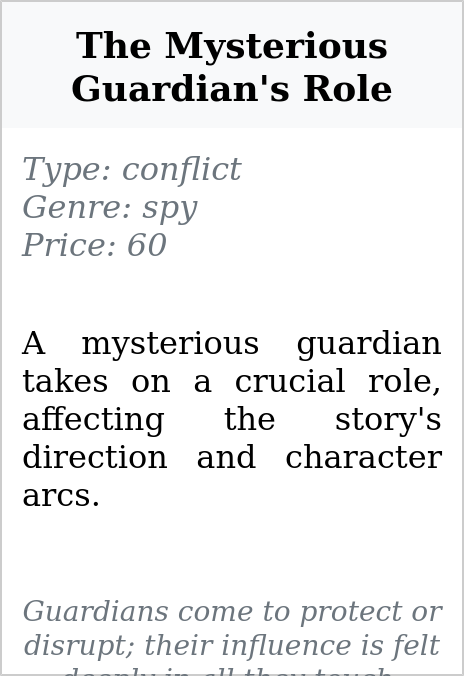 The Mysterious
Guardian's Role
Type: conflict
Genre: spy
Price: 60
A mysterious guardian
takes on a crucial role,
affecting the story's
direction and character
arcs.
Guardians come to protect or
disrupt; their influence is felt
deeply in all they touch.